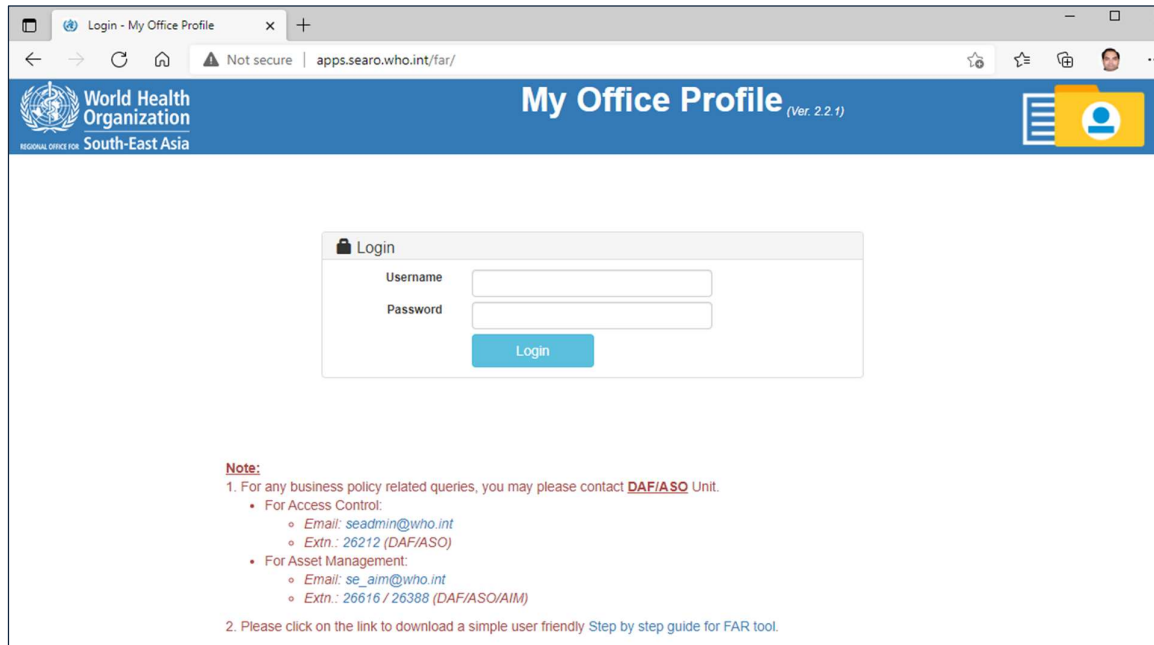 Login - My Office Profile
Not secure | apps.searo.who.int/far/
World Health
Organization
REGIONAL OFFICE FOR South-East Asia
My Office Profile (Ver. 2.2.1)
Login
Username
Password
Login
Note:
1. For any business policy related queries, you may please contact DAF/ASO Unit.
• For Access Control:
◦ Email: seadmin@who.int
◦ Extn.: 26212 (DAF/ASO)
• For Asset Management:
◦ Email: se_aim@who.int
◦ Extn.: 26616 / 26388 (DAF/ASO/AIM)
2. Please click on the link to download a simple user friendly Step by step guide for FAR tool.